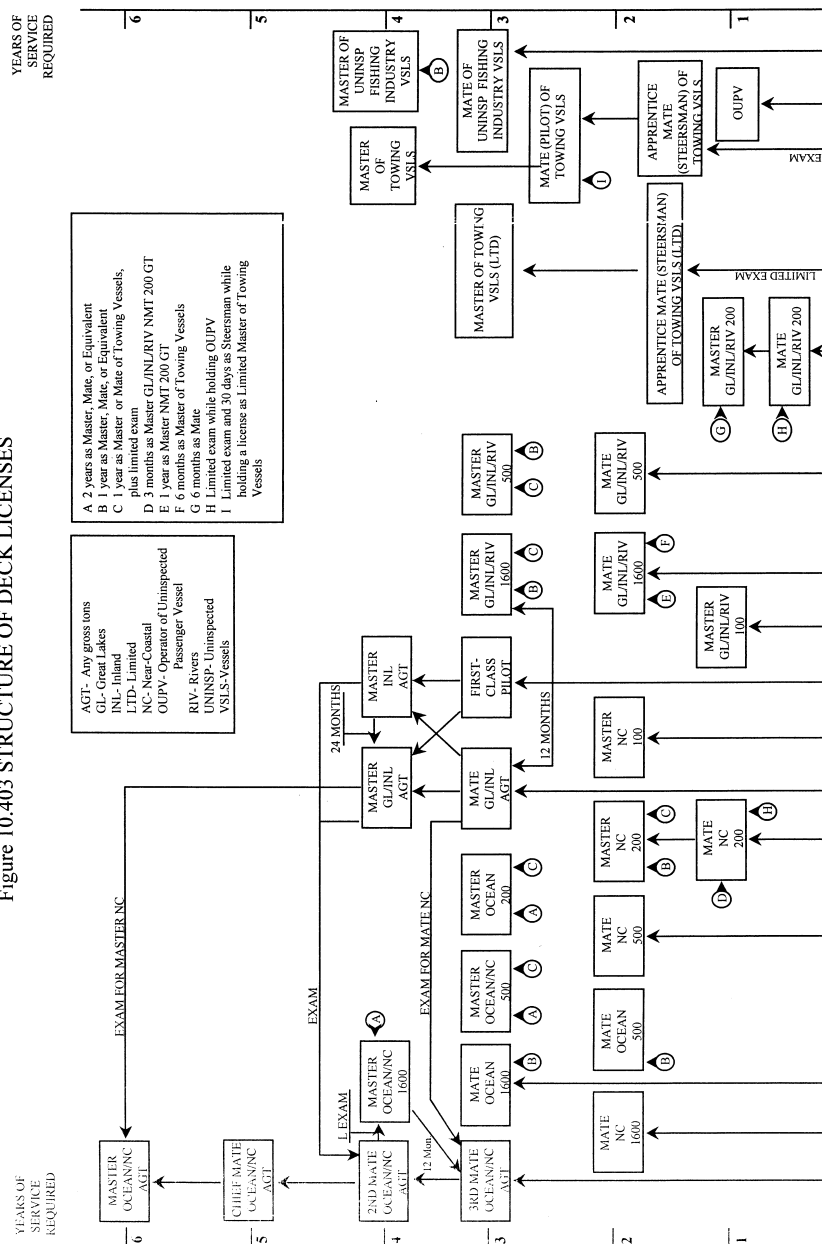 Figure 10.403 STRUCTURE OF DECK LICENSES
YEARS OF
SERVICE
REQUIRED
YEARS OF
SERVICE
REQUIRED
AGT- Any gross tons
GL- Great Lakes
INL- Inland
LTD- Limited
NC- Near-Coastal
OUPV- Operator of Uninspected
Passenger Vessel
RIV- Rivers
UNINSP- Uninspected
VSLS-Vessels
A 2 years as Master, Mate, or Equivalent
B 1 year as Master, Mate, or Equivalent
C 1 year as Master or Mate of Towing Vessels,
plus limited exam
D 3 months as Master GL/INL/RIV NMT 200 GT
E 1 year as Master NMT 200 GT
F 6 months as Master of Towing Vessels
G 6 months as Mate
H Limited exam while holding OUPV
I Limited exam and 30 days as Steersman while
holding a license as Limited Master of Towing
Vessels
6
6
MASTER
OCEAN/NC
AGT
EXAM FOR MASTER NC
5
5
CHIEF MATE
OCEAN/NC
AGT
EXAM
24 MONTHS
4
4
2ND MATE
OCEAN/NC
AGT
L EXAM
MASTER
OCEAN/NC
1600
A
12 Mon.
MASTER
GL/INL
AGT
MASTER
INL
AGT
MASTER
OF
TOWING
VSLS
MASTER OF
UNINSP
FISHING
INDUSTRY
VSLS
B
EXAM FOR MATE NC
3
3
3RD MATE
OCEAN/NC
AGT
MATE
OCEAN
1600
B
MASTER
OCEAN/NC
500
A
C
MASTER
OCEAN
200
A
C
MATE
GL/INL
AGT
FIRST-
CLASS
PILOT
MASTER
GL/INL/RIV
1600
B
C
MASTER
GL/INL/RIV
500
C
B
MASTER OF TOWING
VSLS (LTD)
MATE OF
UNINSP FISHING
INDUSTRY VSLS
12 MONTHS
MATE (PILOT) OF
TOWING VSLS
I
2
2
MATE
NC
1600
MATE
OCEAN
500
B
MATE
NC
500
MASTER
NC
200
B
C
MASTER
NC
100
MATE
GL/INL/RIV
1600
E
F
MATE
GL/INL/RIV
500
APPRENTICE MATE (STEERSMAN)
OF TOWING VSLS (LTD)
APPRENTICE
MATE
(STEERSMAN) OF
TOWING VSLS
1
1
MATE
NC
200
D
H
MASTER
GL/INL/RIV
100
MASTER
GL/INL/RIV 200
G
MATE
GL/INL/RIV 200
H
LIMITED EXAM
EXAM
OUPV